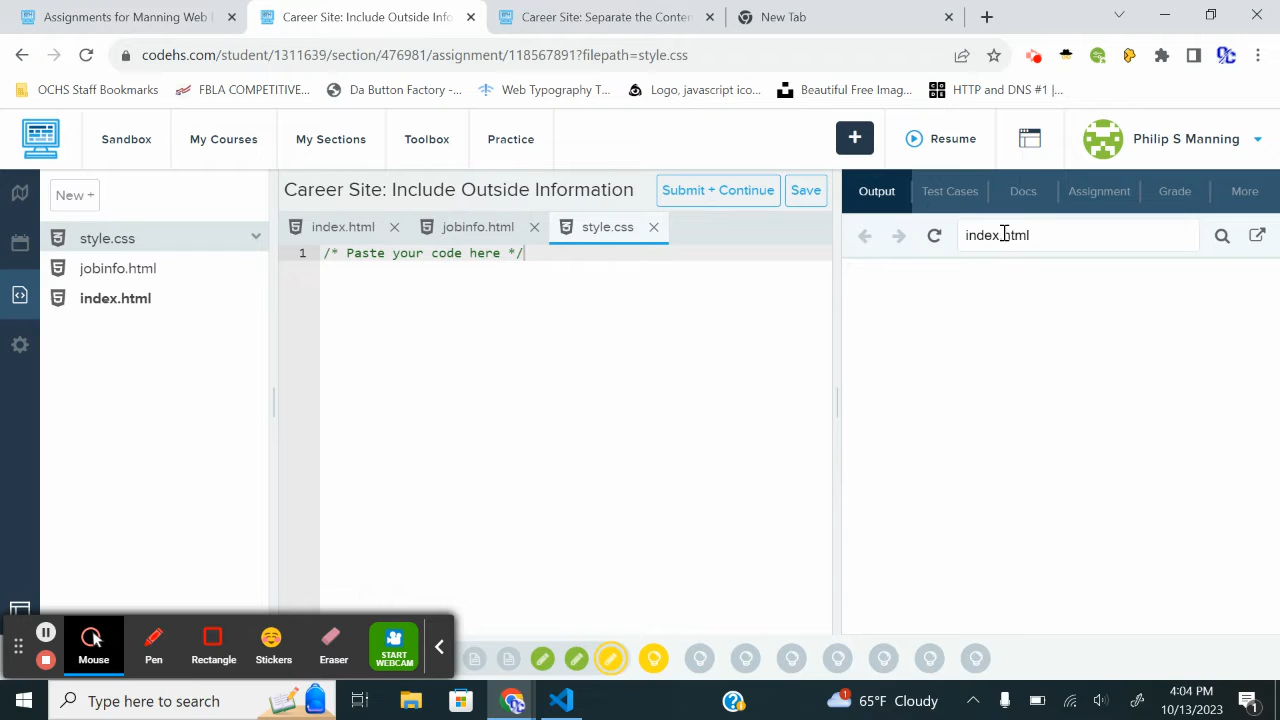 Assignments for Manning Web
Career Site: Include Outside Info
Career Site: Separate the Conten
New Tab
codehs.com/student/1311639/section/476981/assignment/118567891?filepath=style.css
OCHS Staff Bookmarks
FBLA COMPETITIVE...
Da Button Factory -...
Web Typography T...
Logo, javascript ico...
Beautiful Free Imag...
HTTP and DNS #1 |...
Sandbox
My Courses
My Sections
Toolbox
Practice
+
Resume
Philip S Manning
New +
Career Site: Include Outside Information
Submit + Continue
Save
Output
Test Cases
Docs
Assignment
Grade
More
style.css
jobinfo.html
index.html
index.html
jobinfo.html
style.css
index.html
1 /* Paste your code here */
Mouse
Pen
Rectangle
Stickers
Eraser
START
WEBCAM
Type here to search
65°F Cloudy
4:04 PM
10/13/2023